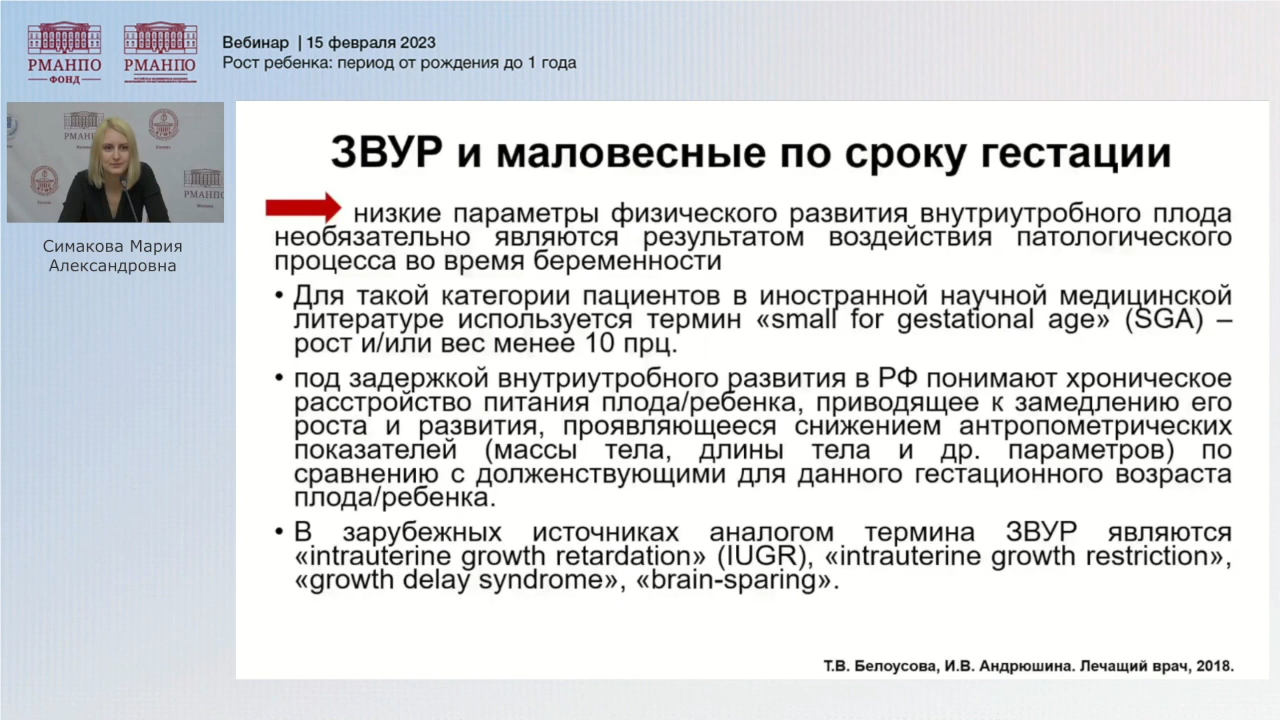 РМАНПО
ФОНД
РМАНПО
Вебинар | 15 февраля 2023
Рост ребенка: период от рождения до 1 года
РМАНПО
РМАНПО
Симакова Мария
Александровна
ЗВУР и маловесные по сроку гестации
низкие параметры физического развития внутриутробного плода
необязательно являются результатом воздействия патологического
процесса во время беременности
• Для такой категории пациентов в иностранной научной медицинской
литературе используется термин «small for gestational age» (SGA) –
рост и/или вес менее 10 прц.
• под задержкой внутриутробного развития в РФ понимают хроническое
расстройство питания плода/ребенка, приводящее к замедлению его
роста и развития, проявляющееся снижением антропометрических
показателей (массы тела, длины тела и др. параметров) по
сравнению с долженствующими для данного гестационного возраста
плода/ребенка.
• В зарубежных источниках аналогом термина ЗВУР являются
«intrauterine growth retardation» (IUGR), «intrauterine growth restriction»,
«growth delay syndrome», «brain-sparing».
Т.В. Белоусова, И.В. Андрюшина. Лечащий врач, 2018.